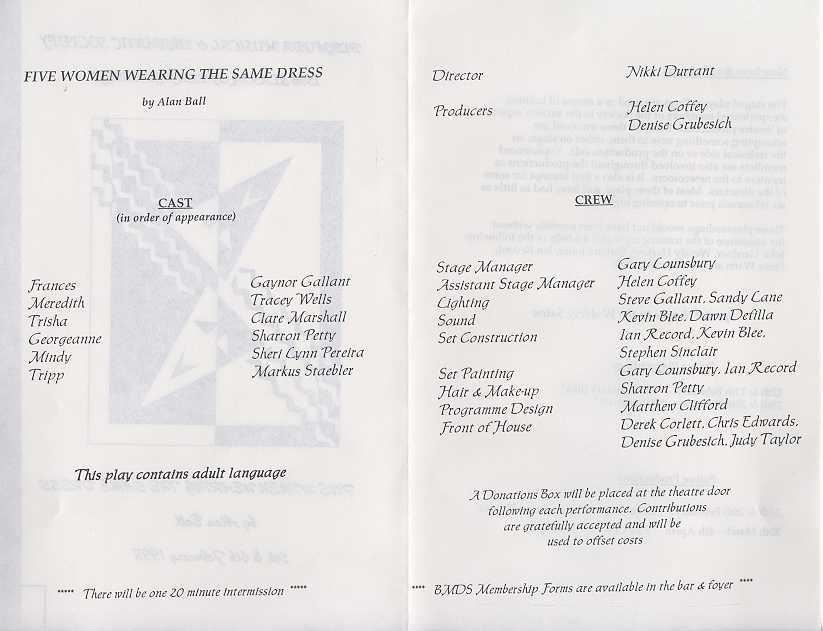 FIVE WOMEN WEARING THE SAME DRESS
by Alan Ball
CAST
(in order of appearance)
Frances Gaynor Gallant
Meredith Tracey Wells
Trisha Clare Marshall
Georgeanne Sharron Petty
Mindy Sheri Lynn Pereira
Tripp Markus Staebler
This play contains adult language
***** There will be one 20 minute intermission *****
Director Nikki Durrant
Producers Helen Coffey
Denise Grubesich
CREW
Stage Manager Gary Lounsbury
Assistant Stage Manager Helen Coffey
Lighting Steve Gallant, Sandy Lane
Sound Kevin Blee, Dawn Defilla
Set Construction Ian Record, Kevin Blee,
Stephen Sinclair
Set Painting Gary Lounsbury, Ian Record
Hair & Make-up Sharron Petty
Programme Design Matthew Clifford
Front of House Derek Corlett, Chris Edwards,
Denise Grubesich, Judy Taylor
A Donations Box will be placed at the theatre door
following each performance. Contributions
are gratefully accepted and will be
used to offset costs
**** BMDS Membership Forms are available in the bar & foyer ****